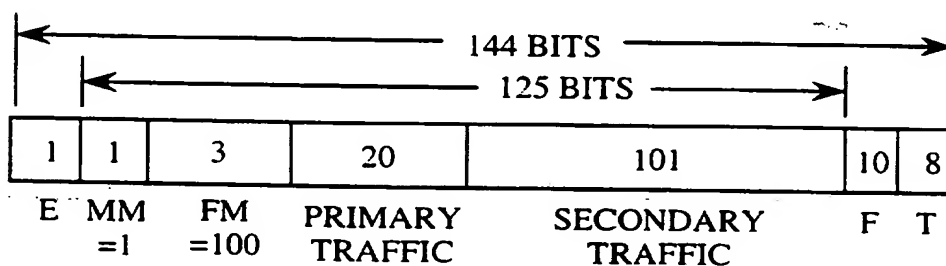 144 BITS
125 BITS
1 1 3 20 101 10 8
E MM FM PRIMARY SECONDARY F T
=1 =100 TRAFFIC TRAFFIC